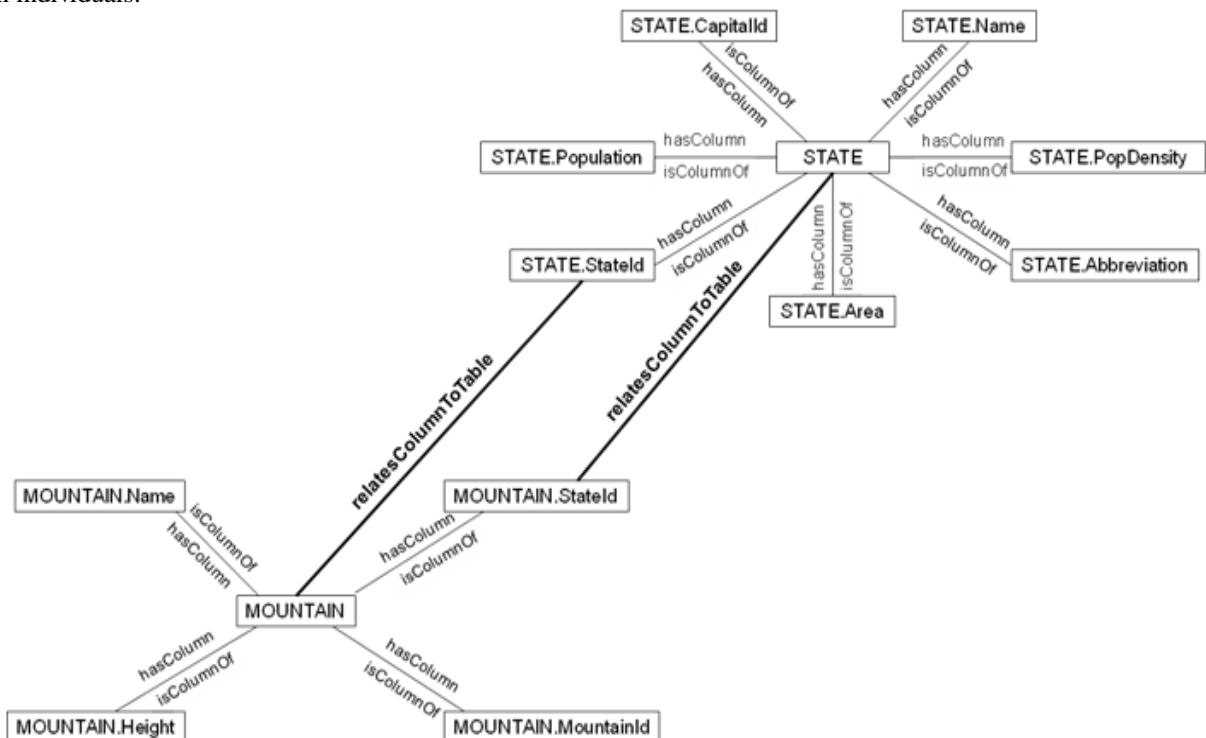 individuals.
STATE.CapitalId
STATE.Name
isColumnOf
hasColumn
hasColumn
isColumnOf
STATE.Population
hasColumn
isColumnOf
STATE
hasColumn
isColumnOf
STATE.PopDensity
hasColumn
isColumnOf
hasColumn
isColumnOf
hasColumn
isColumnOf
STATE.StateId
STATE.Abbreviation
STATE.Area
relatesColumnToTable
relatesColumnToTable
MOUNTAIN.Name
MOUNTAIN.StateId
isColumnOf
hasColumn
hasColumn
isColumnOf
MOUNTAIN
hasColumn
isColumnOf
hasColumn
isColumnOf
MOUNTAIN.Height
MOUNTAIN.MountainId